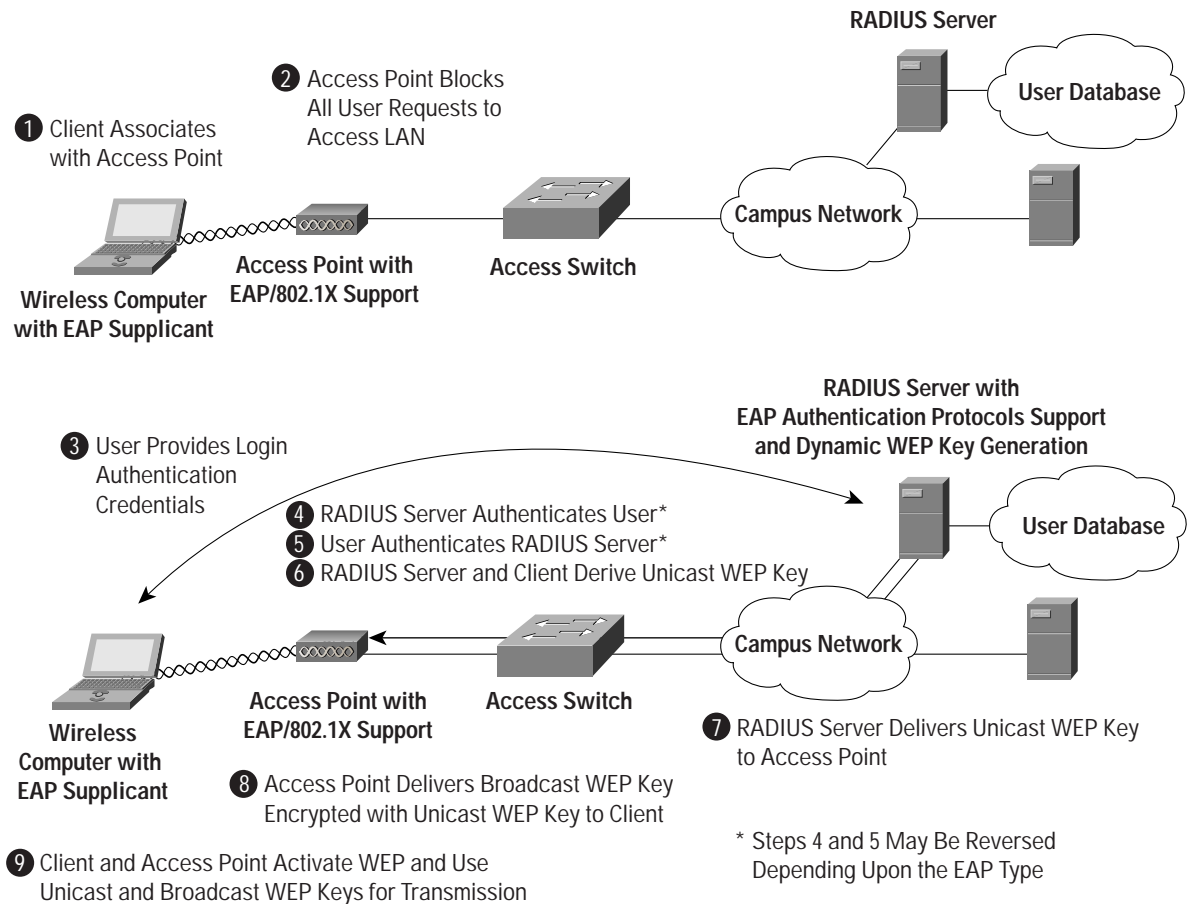 RADIUS Server
User Database
2 Access Point Blocks
All User Requests to
Access LAN
1 Client Associates
with Access Point
Campus Network
Access Point with
EAP/802.1X Support
Access Switch
Wireless Computer
with EAP Supplicant
RADIUS Server with
EAP Authentication Protocols Support
and Dynamic WEP Key Generation
3 User Provides Login
Authentication
Credentials
User Database
4 RADIUS Server Authenticates User*
5 User Authenticates RADIUS Server*
6 RADIUS Server and Client Derive Unicast WEP Key
Campus Network
Access Point with
EAP/802.1X Support
Access Switch
Wireless
Computer with
EAP Supplicant
7 RADIUS Server Delivers Unicast WEP Key
to Access Point
8 Access Point Delivers Broadcast WEP Key
Encrypted with Unicast WEP Key to Client
* Steps 4 and 5 May Be Reversed
Depending Upon the EAP Type
9 Client and Access Point Activate WEP and Use
Unicast and Broadcast WEP Keys for Transmission